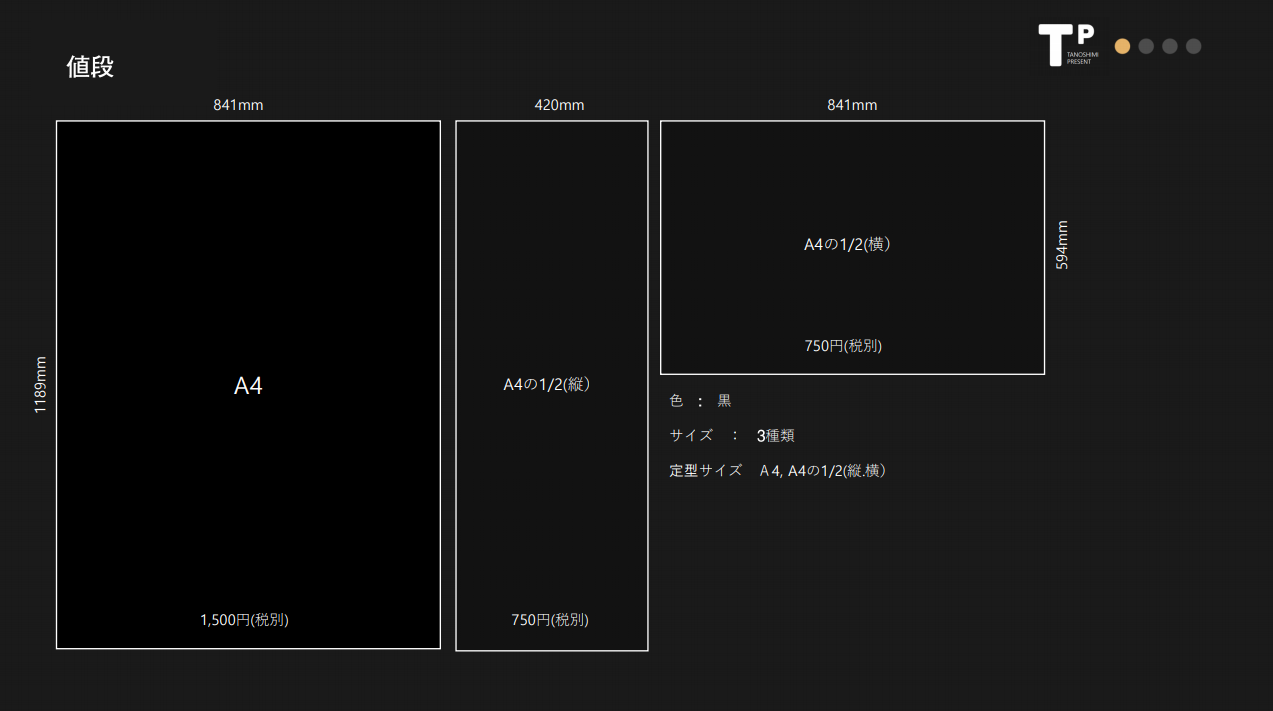 値段
TP
TANOSHIMI
PRESENT
841mm
420mm
841mm
1189mm
A4
1,500円(税別)
A4の1/2(縦）
750円(税別)
A4の1/2(横）
750円(税別)
594mm
色　：　黒
サイズ　：　3種類
定型サイズ　Ａ4, A4の1/2(縦.横）